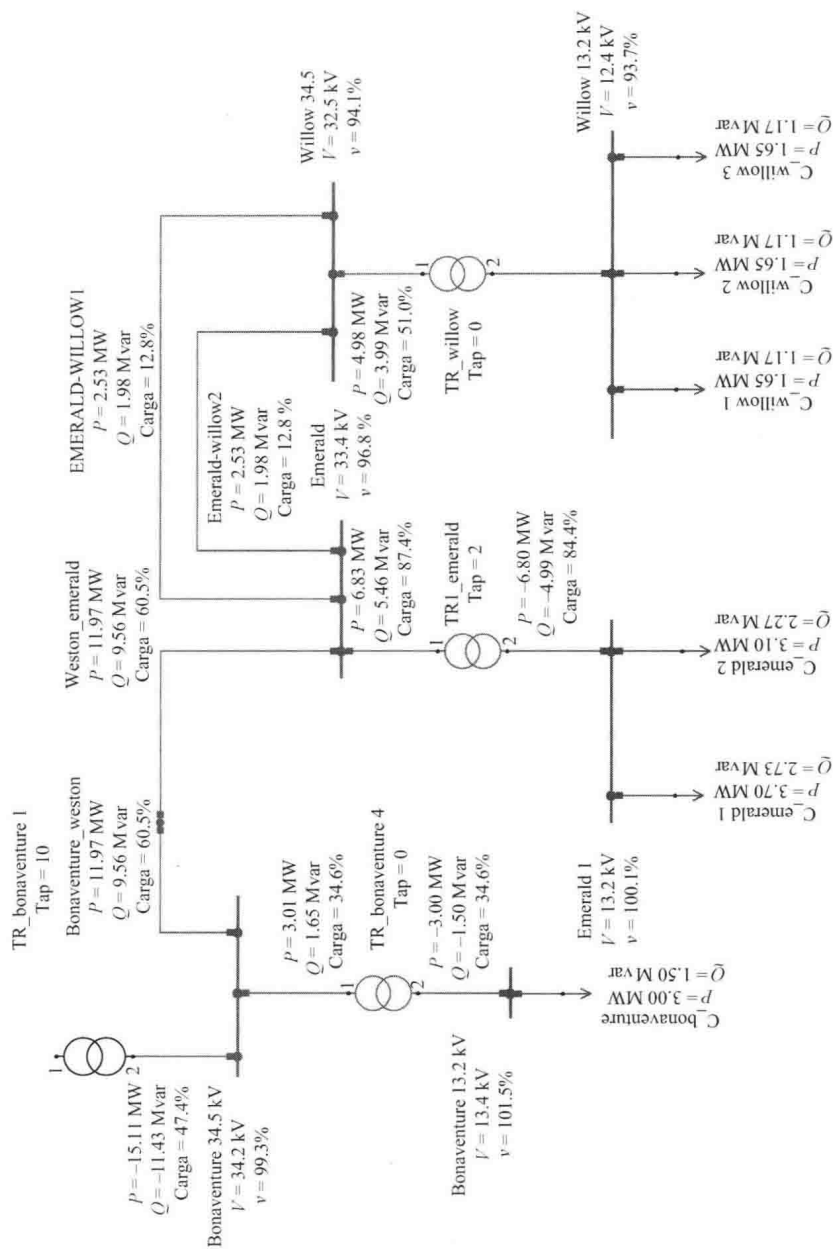 TR_bonaventure 1
Tap = 10
1
2
P = −15.11 MW
Q = −11.43 Mvar
Carga = 47.4%
Bonaventure 34.5 kV
V = 34.2 kV
v = 99.3%
Bonaventure_weston
P = 11.97 MW
Q = 9.56 Mvar
Carga = 60.5%
P = 3.01 MW
Q = 1.65 Mvar
Carga = 34.6%
1
2
TR_bonaventure 4
Tap = 0
P = −3.00 MW
Q = −1.50 Mvar
Carga = 34.6%
Bonaventure 13.2 kV
V = 13.4 kV
v = 101.5%
C_bonaventure
P = 3.00 MW
Q = 1.50 Mvar
Weston_emerald
P = 11.97 MW
Q = 9.56 Mvar
Carga = 60.5%
Emerald
V = 33.4 kV
v = 96.8 %
P = 6.83 MW
Q = 5.46 Mvar
Carga = 87.4%
1
2
TR1_emerald
Tap = 2
P = −6.80 MW
Q = −4.99 Mvar
Carga = 84.4%
Emerald 1
V = 13.2 kV
v = 100.1%
C_emerald 1
P = 3.70 MW
Q = 2.73 Mvar
C_emerald 2
P = 3.10 MW
Q = 2.27 Mvar
EMERALD-WILLOW1
P = 2.53 MW
Q = 1.98 Mvar
Carga = 12.8%
Emerald-willow2
P = 2.53 MW
Q = 1.98 Mvar
Carga = 12.8 %
Willow 34.5
V = 32.5 kV
v = 94.1%
P = 4.98 MW
Q = 3.99 Mvar
Carga = 51.0%
1
2
TR_willow
Tap = 0
Willow 13.2 kV
V = 12.4 kV
v = 93.7%
C_willow 1
P = 1.65 MW
Q = 1.17 Mvar
C_willow 2
P = 1.65 MW
Q = 1.17 Mvar
C_willow 3
P = 1.65 MW
Q = 1.17 Mvar